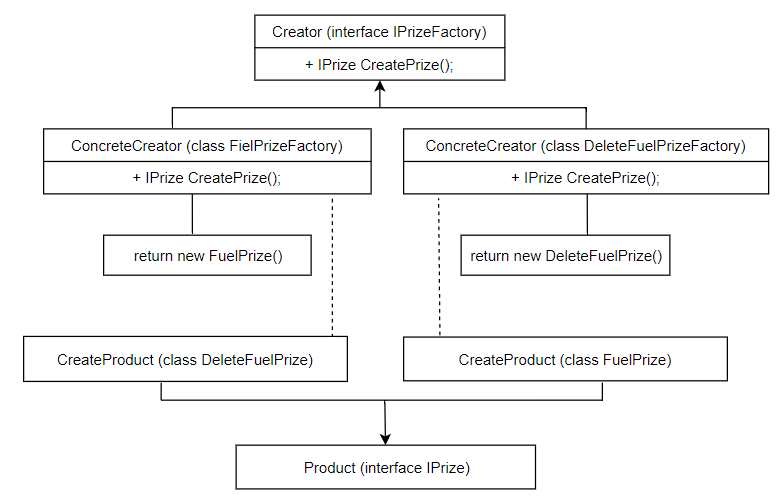 Creator (interface IPrizeFactory)
+ IPrize CreatePrize();
ConcreteCreator (class FielPrizeFactory)
ConcreteCreator (class DeleteFuelPrizeFactory)
+ IPrize CreatePrize();
+ IPrize CreatePrize();
return new FuelPrize()
return new DeleteFuelPrize()
CreateProduct (class DeleteFuelPrize)
CreateProduct (class FuelPrize)
Product (interface IPrize)